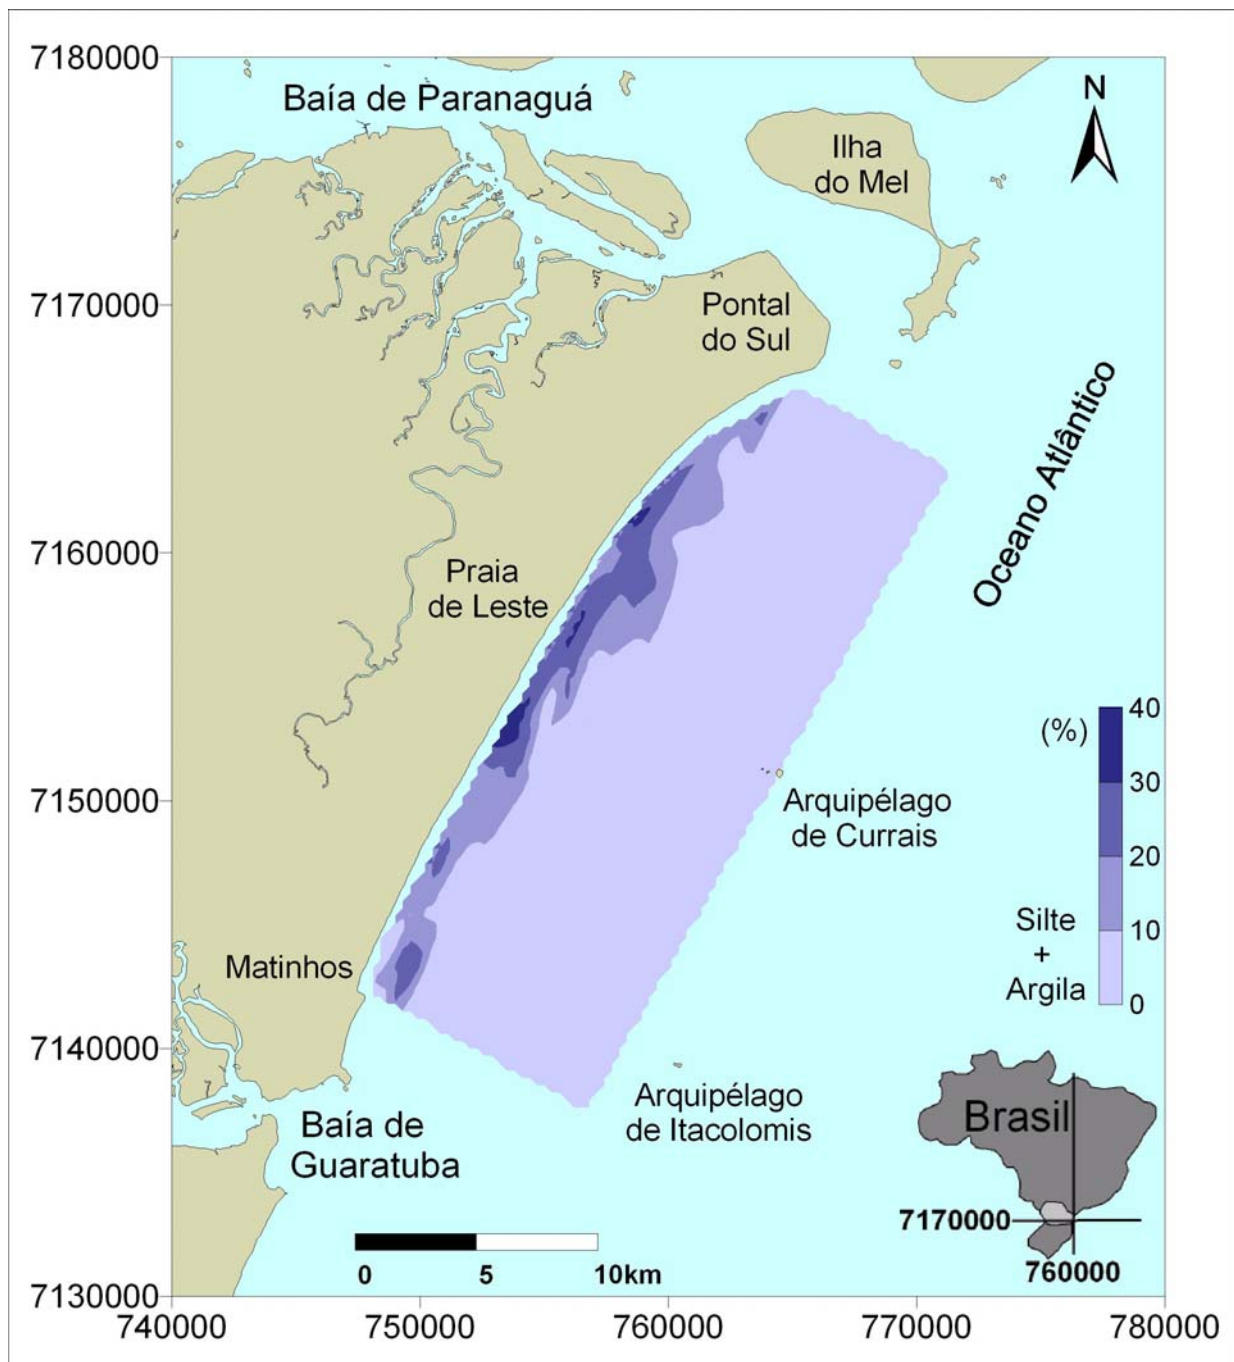 7180000
Baía de Paranaguá
N
Ilha
do Mel
7170000
Pontal
do Sul
Oceano Atlântico
7160000
Praia
de Leste
40
(%)
30
7150000
Arquipélago
de Currais
20
10
Silte
+
Argila
0
Matinhos
7140000
Arquipélago
de Itacolomis
Brasil
Baía de
Guaratuba
7170000
760000
0 5 10km
7130000
740000 750000 760000 770000 780000